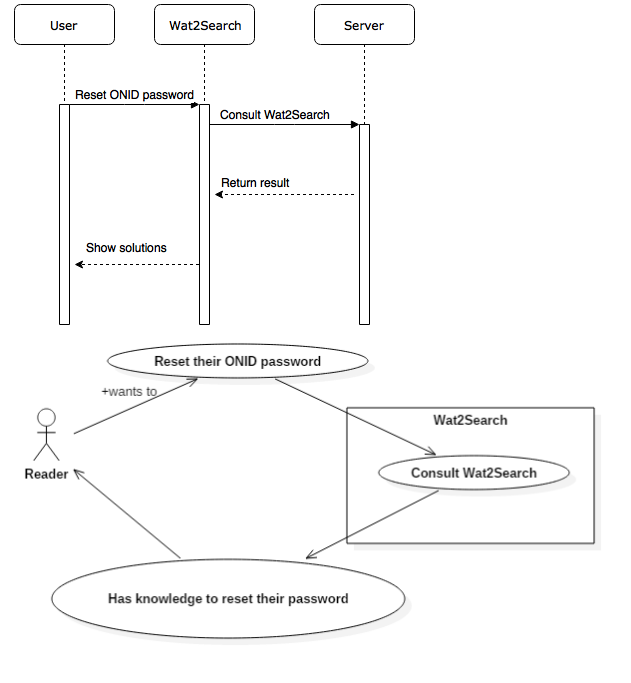 User
Wat2Search
Server
Reset ONID password
Consult Wat2Search
Return result
Show solutions
Reset their ONID password
+wants to
Wat2Search
Reader
Consult Wat2Search
Has knowledge to reset their password